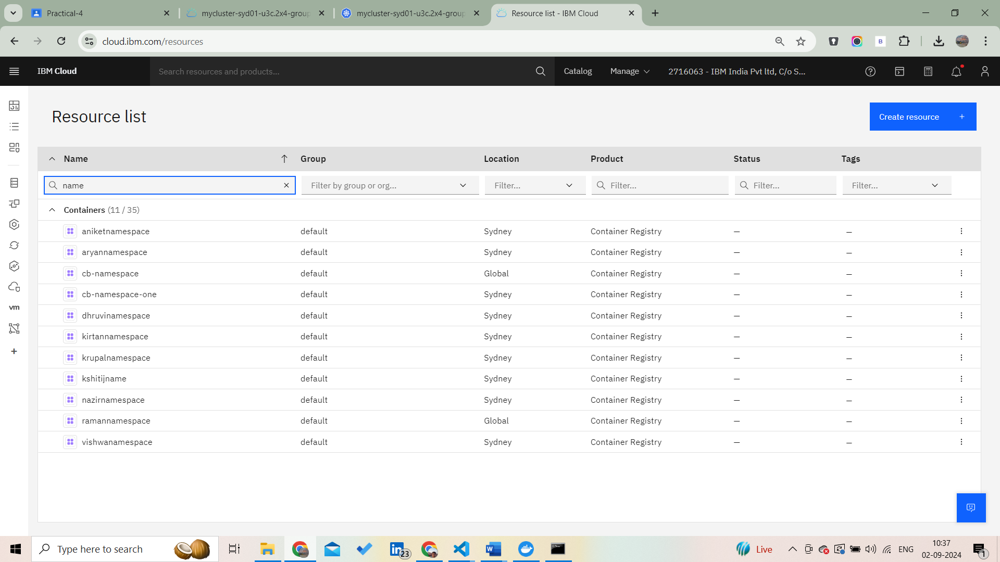 Practical-4
mycluster-syd01-u3c.2x4-group
mycluster-syd01-u3c.2x4-group
Resource list - IBM Cloud
cloud.ibm.com/resources
B
IBM Cloud
Search resources and products...
Catalog
Manage
2716063 - IBM India Pvt ltd, C/o S...
Resource list
Create resource +
Name
Group
Location
Product
Status
Tags
name
Filter by group or org...
Filter...
Filter...
Filter...
Filter...
Containers (11 / 35)
aniketnamespace default Sydney Container Registry — —
aryannamespace default Sydney Container Registry — —
cb-namespace default Global Container Registry — —
cb-namespace-one default Sydney Container Registry — —
dhruvinamespace default Sydney Container Registry — —
kirtannamespace default Sydney Container Registry — —
krupalnamespace default Sydney Container Registry — —
kshitijname default Sydney Container Registry — —
nazirnamespace default Sydney Container Registry — —
ramannamespace default Global Container Registry — —
vishwanamespace default Sydney Container Registry — —
vm
Type here to search
23
Live
ENG
10:37
02-09-2024
1